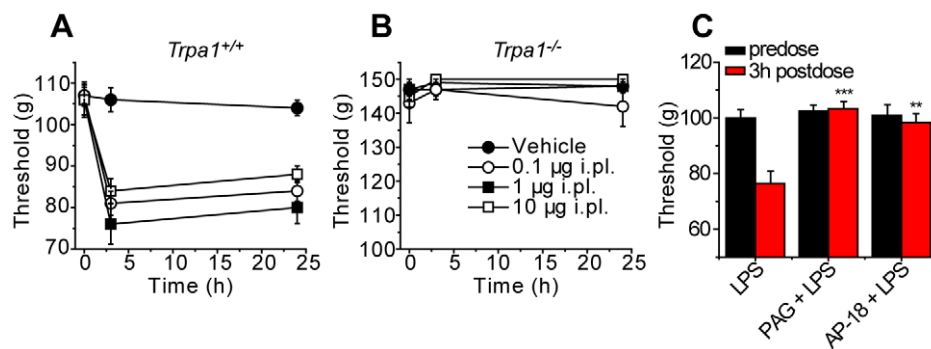 A
Trpa1+/+
Threshold (g)
110
100
90
80
70
0 5 10 15 20 25
Time (h)
B
Trpa1-/-
Threshold (g)
150
140
130
120
110
100
Vehicle
0.1 µg i.pl.
1 µg i.pl.
10 µg i.pl.
0 5 10 15 20 25
Time (h)
C
predose
3h postdose
Threshold (g)
100
80
60
***
**
LPS
PAG + LPS
AP-18 + LPS